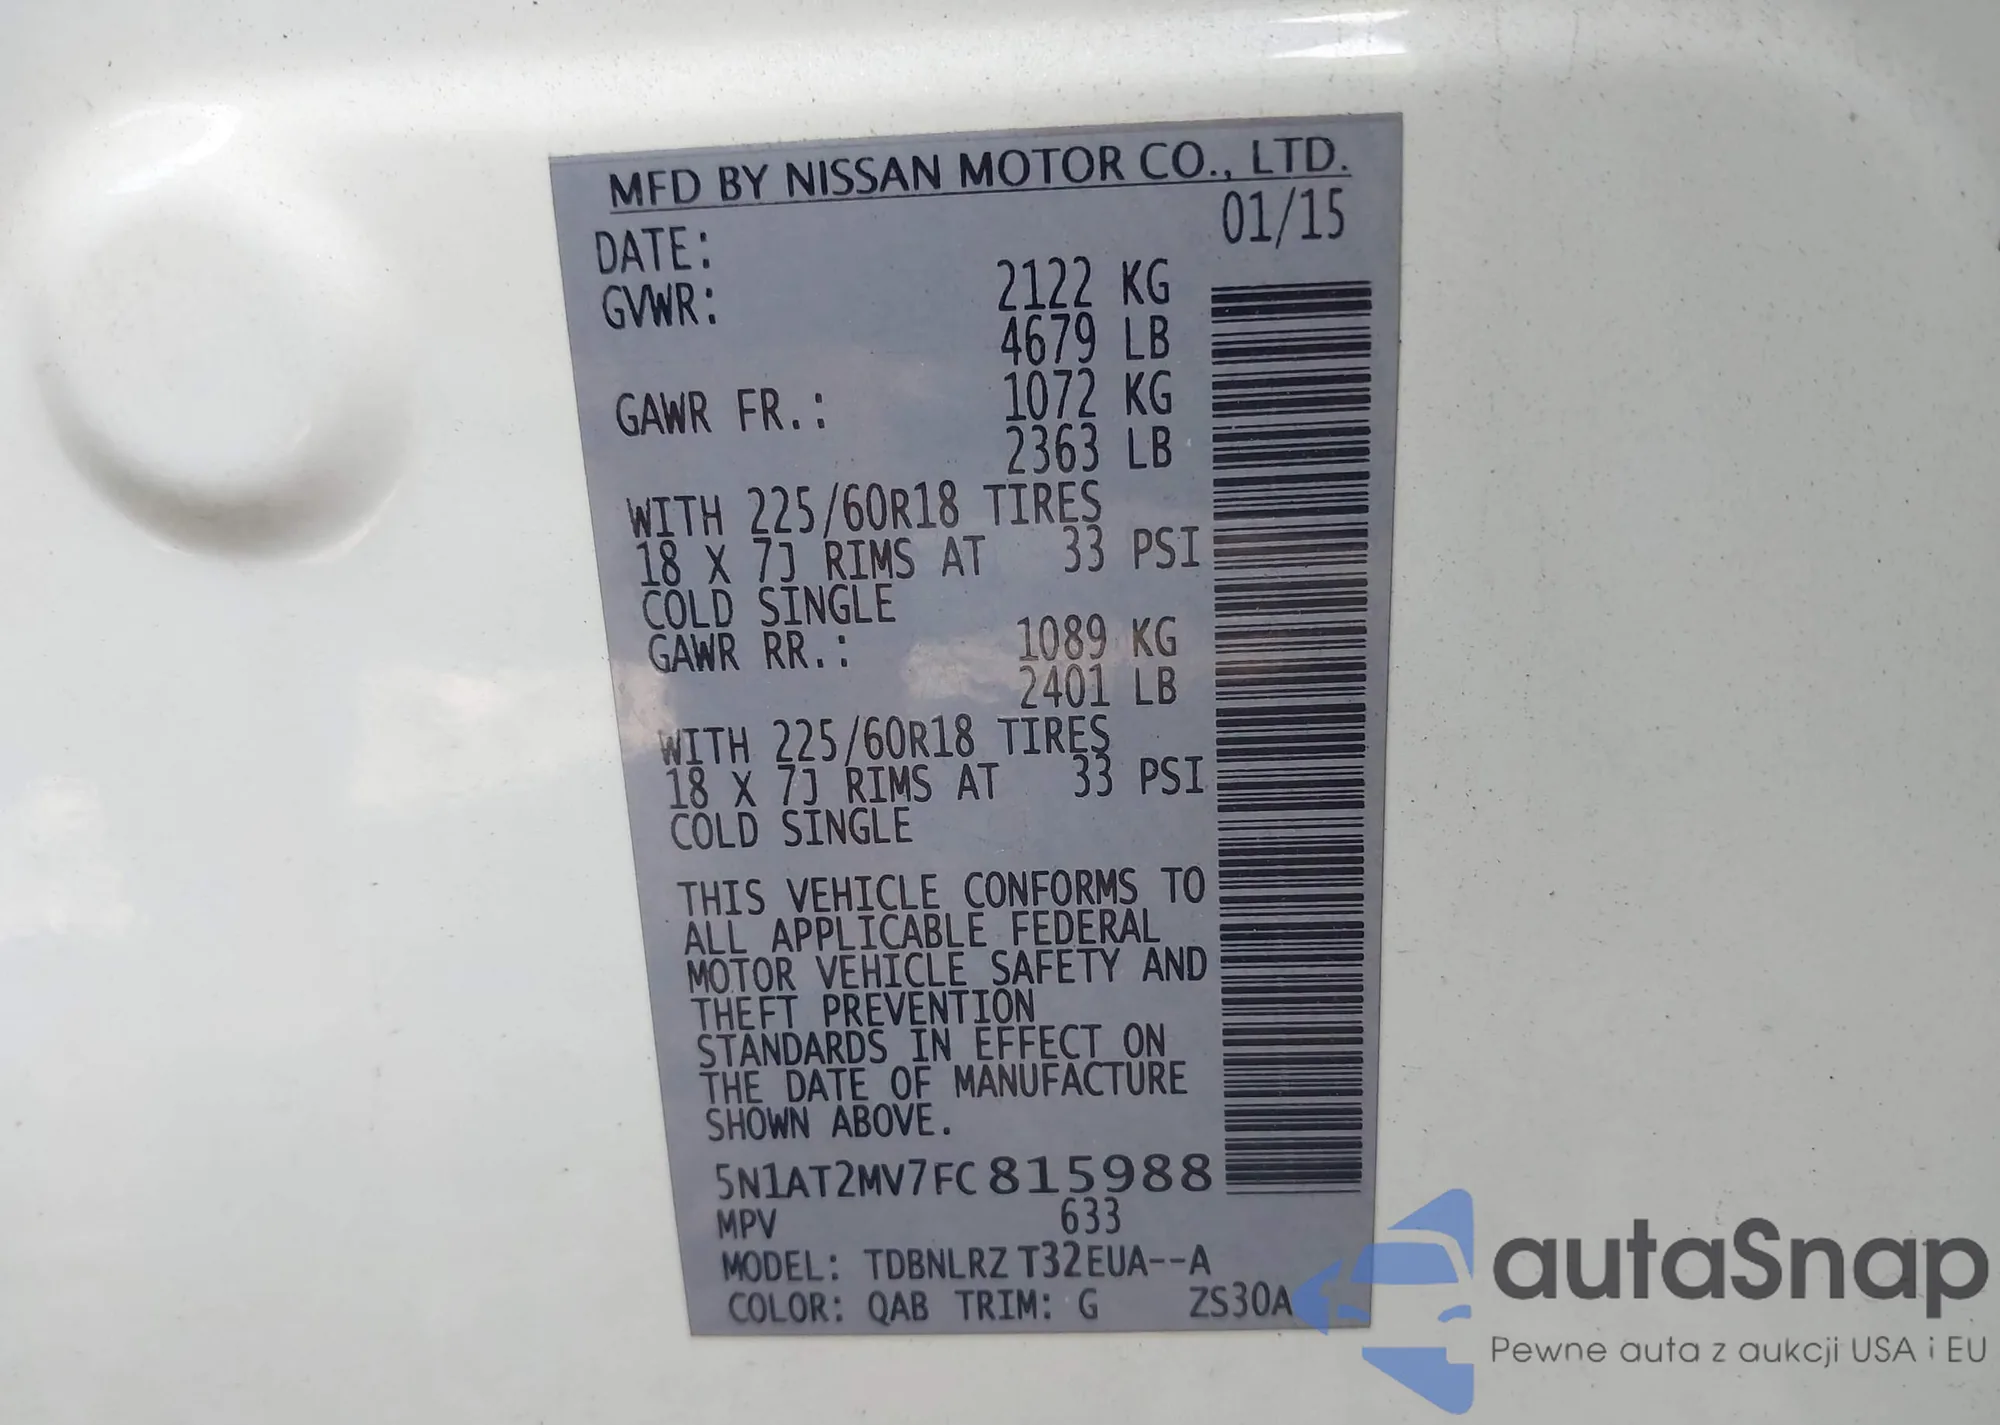 MFD BY NISSAN MOTOR CO., LTD.
DATE: 01/15
GVWR: 2122 KG
4679 LB
GAWR FR.: 1072 KG
2363 LB
WITH 225/60R18 TIRES
18 X 7J RIMS AT 33 PSI
COLD SINGLE
GAWR RR.: 1089 KG
2401 LB
WITH 225/60R18 TIRES
18 X 7J RIMS AT 33 PSI
COLD SINGLE
THIS VEHICLE CONFORMS TO
ALL APPLICABLE FEDERAL
MOTOR VEHICLE SAFETY AND
THEFT PREVENTION
STANDARDS IN EFFECT ON
THE DATE OF MANUFACTURE
SHOWN ABOVE.
5N1AT2MV7FC815988
MPV 633
MODEL: TDBNLRZ T32EUA--A
COLOR: QAB TRIM: G ZS30A
autaSnap
Pewne auta z aukcji USA i EU